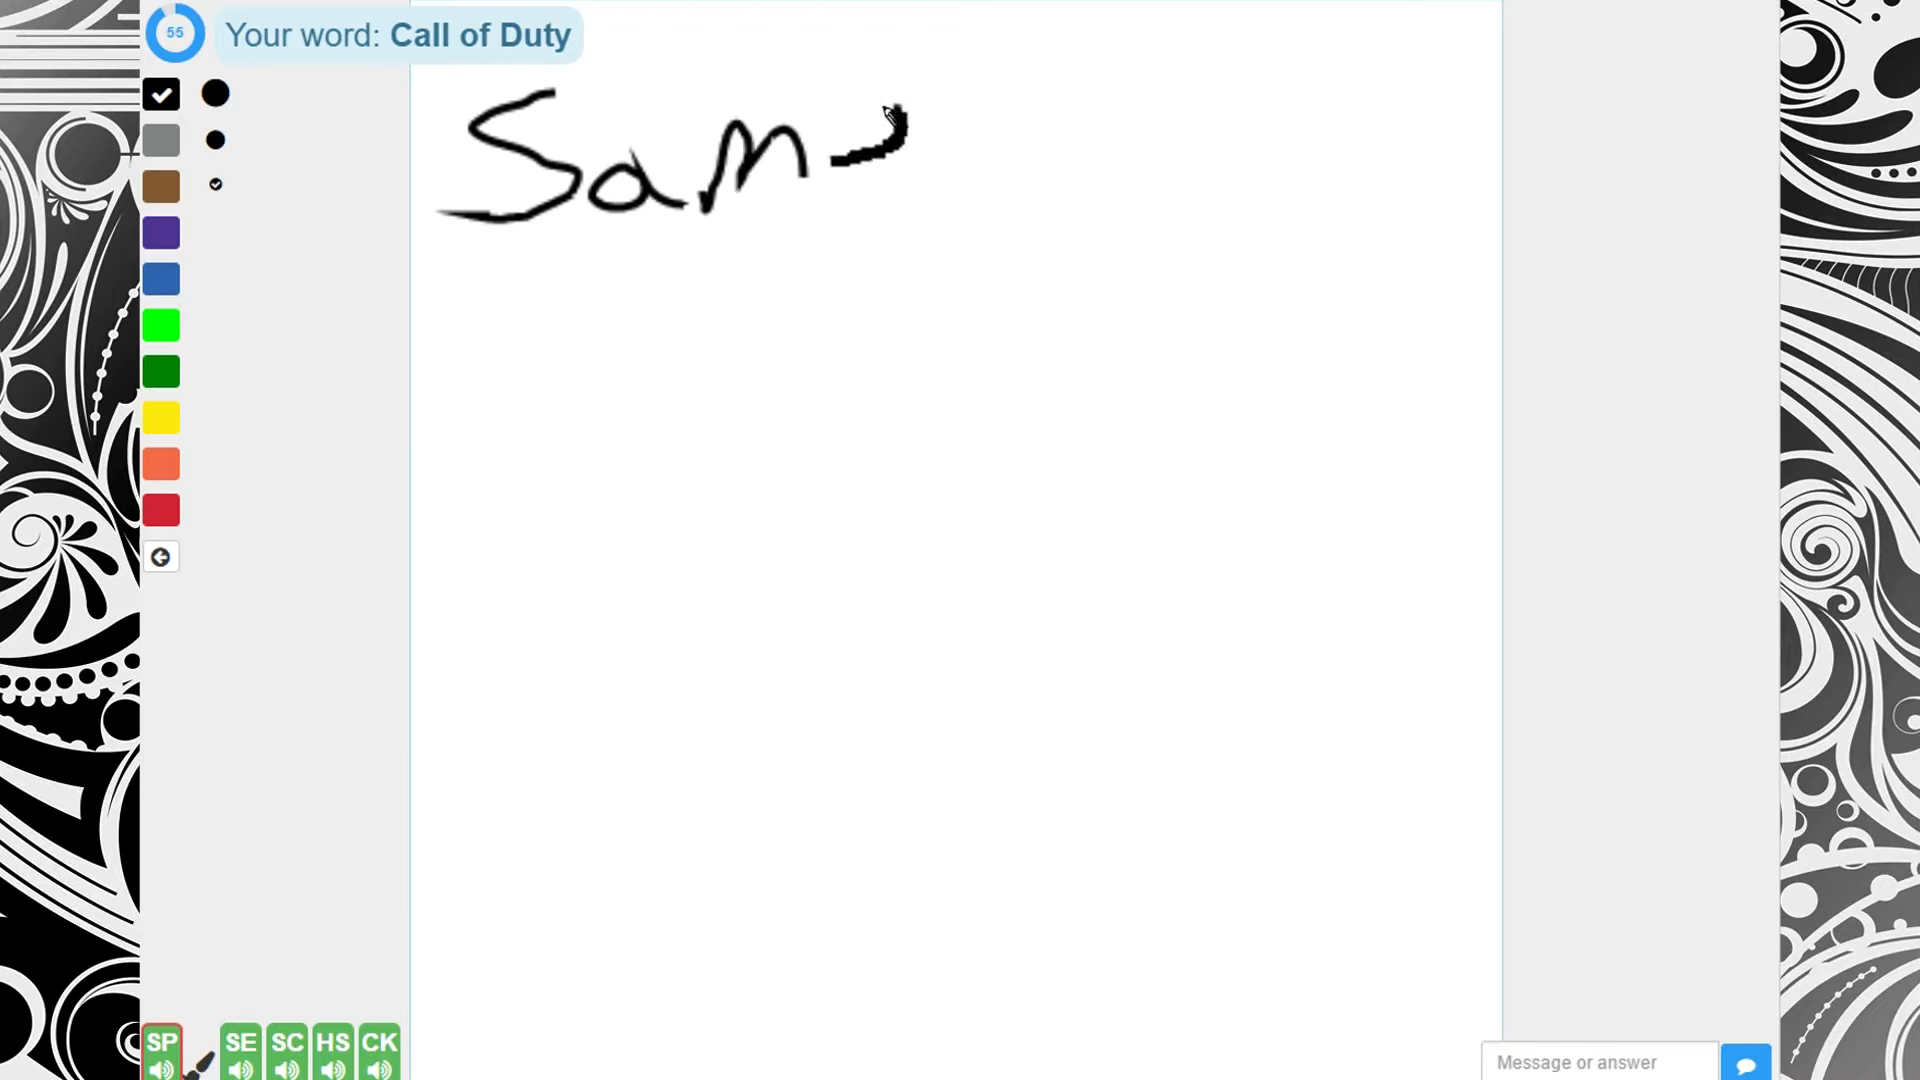 55
Your word: Call of Duty
Sam
SP SE SC HS CK
Message or answer